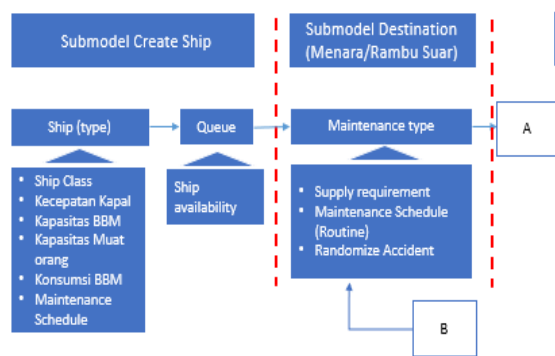 Submodel Create Ship
Submodel Destination
(Menara/Rambu Suar)
Ship (type)
Queue
Maintenance type
A
• Ship Class
• Kecepatan Kapal
• Kapasitas BBM
• Kapasitas Muat
orang
• Konsumsi BBM
• Maintenance
Schedule
Ship
availability
• Supply requirement
• Maintenance Schedule
(Routine)
• Randomize Accident
B